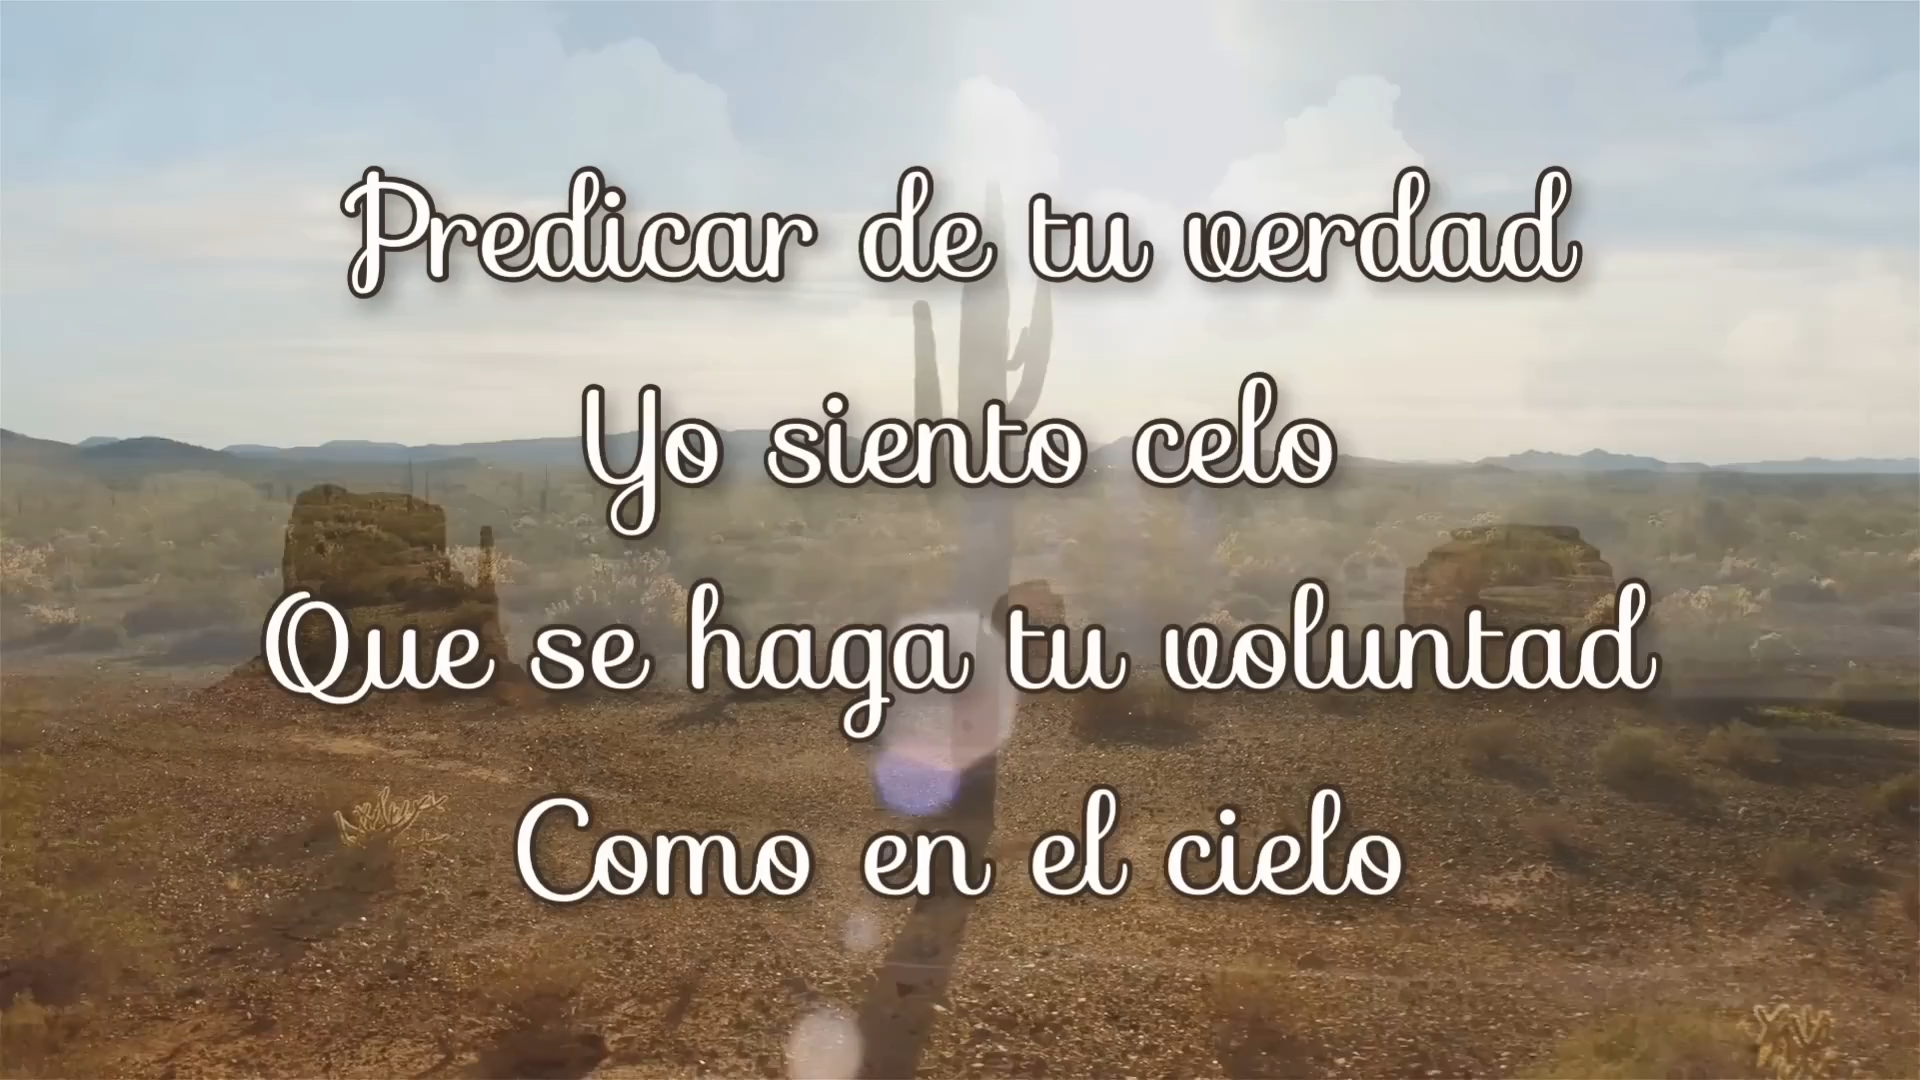 Predicar de tu verdad
Yo siento celo
Que se haga tu voluntad
Como en el cielo